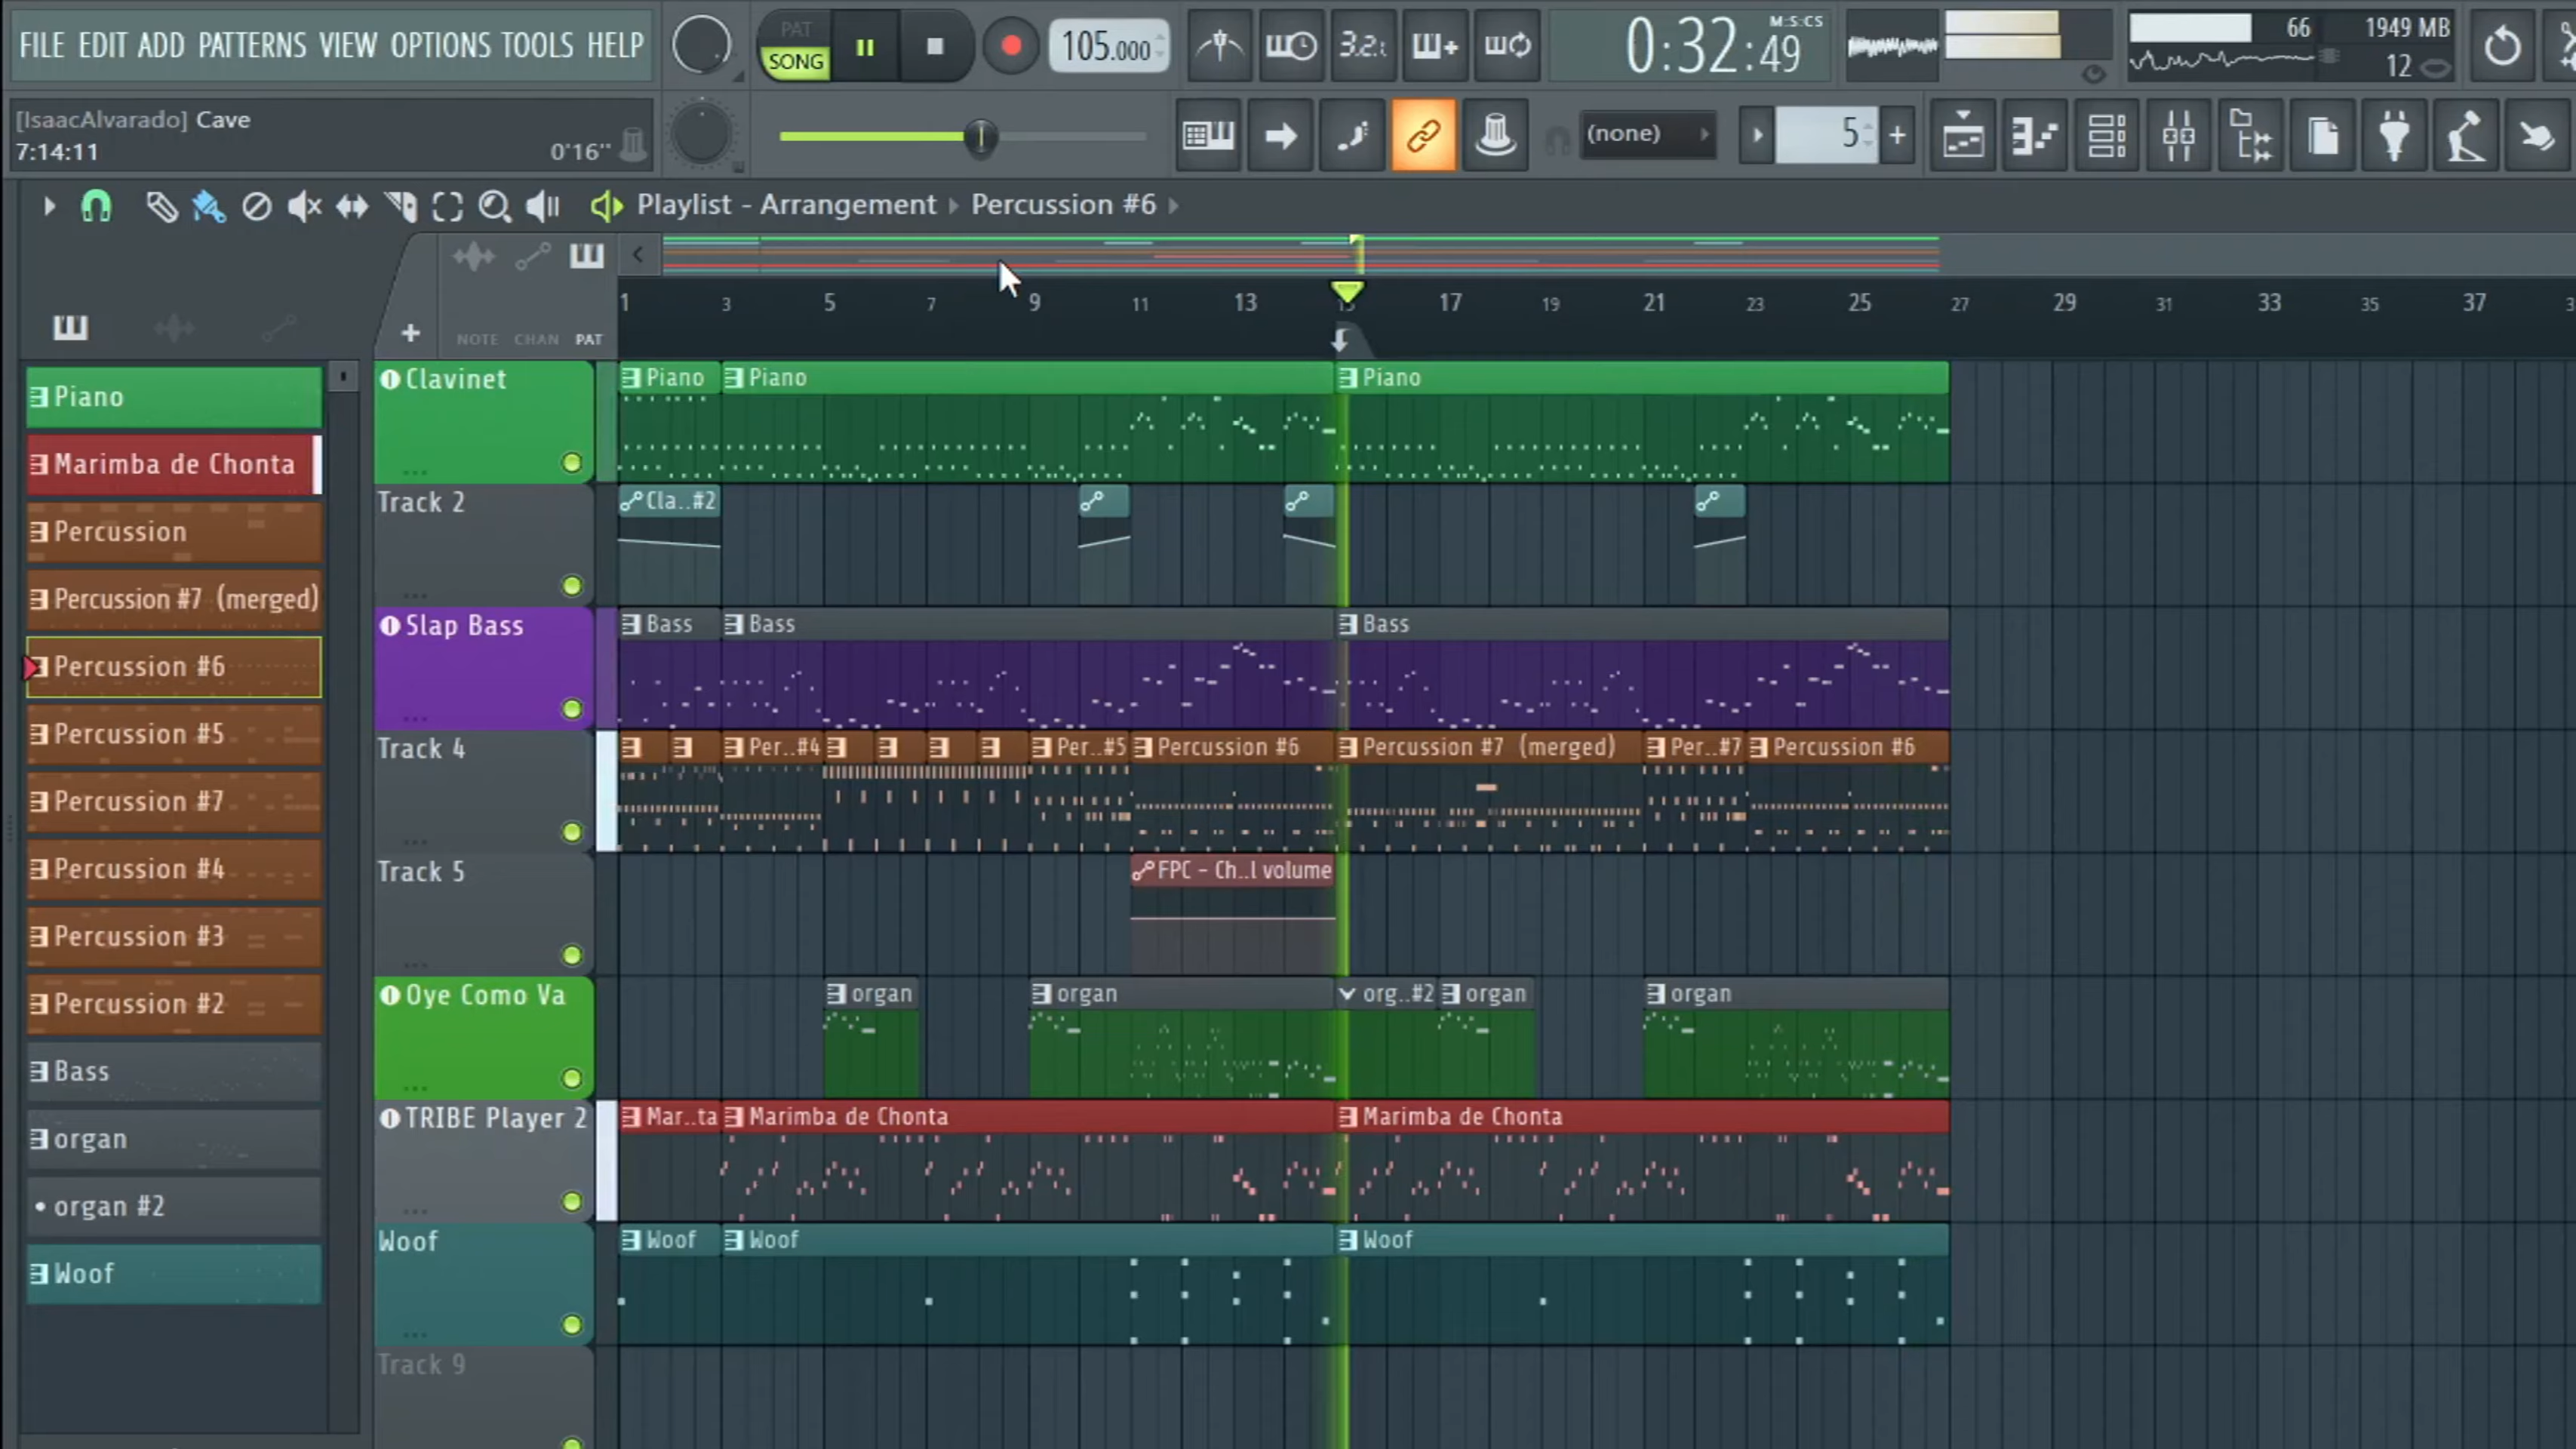 FILE EDIT ADD PATTERNS VIEW OPTIONS TOOLS HELP
PAT
SONG
105.000
3.2.1
0:32:49
M:S:CS
66
1949 MB
12
[IsaacAlvarado] Cave
7:14:11
0'16"
(none)
5
Playlist - Arrangement
Percussion #6
NOTE CHAN PAT
1 3 5 7 9 11 13 15 17 19 21 23 25 27 29 31 33 35 37
Piano
Marimba de Chonta
Percussion
Percussion #7 (merged)
Percussion #6
Percussion #5
Percussion #7
Percussion #4
Percussion #3
Percussion #2
Bass
organ
organ #2
Woof
Clavinet
Piano Piano Piano
Track 2
Cla..#2
Slap Bass
Bass Bass Bass
Track 4
Per..#4 Per..#5 Percussion #6 Percussion #7 (merged) Per..#7 Percussion #6
Track 5
FPC - Ch..l volume
Oye Como Va
organ organ org..#2 organ organ
TRIBE Player 2
Mar..ta Marimba de Chonta Marimba de Chonta
Woof
Woof Woof Woof
Track 9